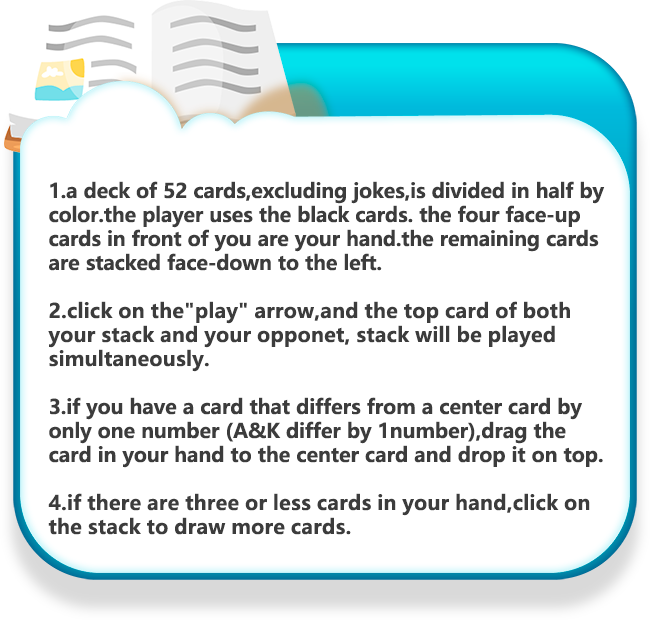 1.a deck of 52 cards,excluding jokes,is divided in half by
color.the player uses the black cards. the four face-up
cards in front of you are your hand.the remaining cards
are stacked face-down to the left.
2.click on the"play" arrow,and the top card of both
your stack and your opponet, stack will be played
simultaneously.
3.if you have a card that differs from a center card by
only one number (A&K differ by 1number),drag the
card in your hand to the center card and drop it on top.
4.if there are three or less cards in your hand,click on
the stack to draw more cards.